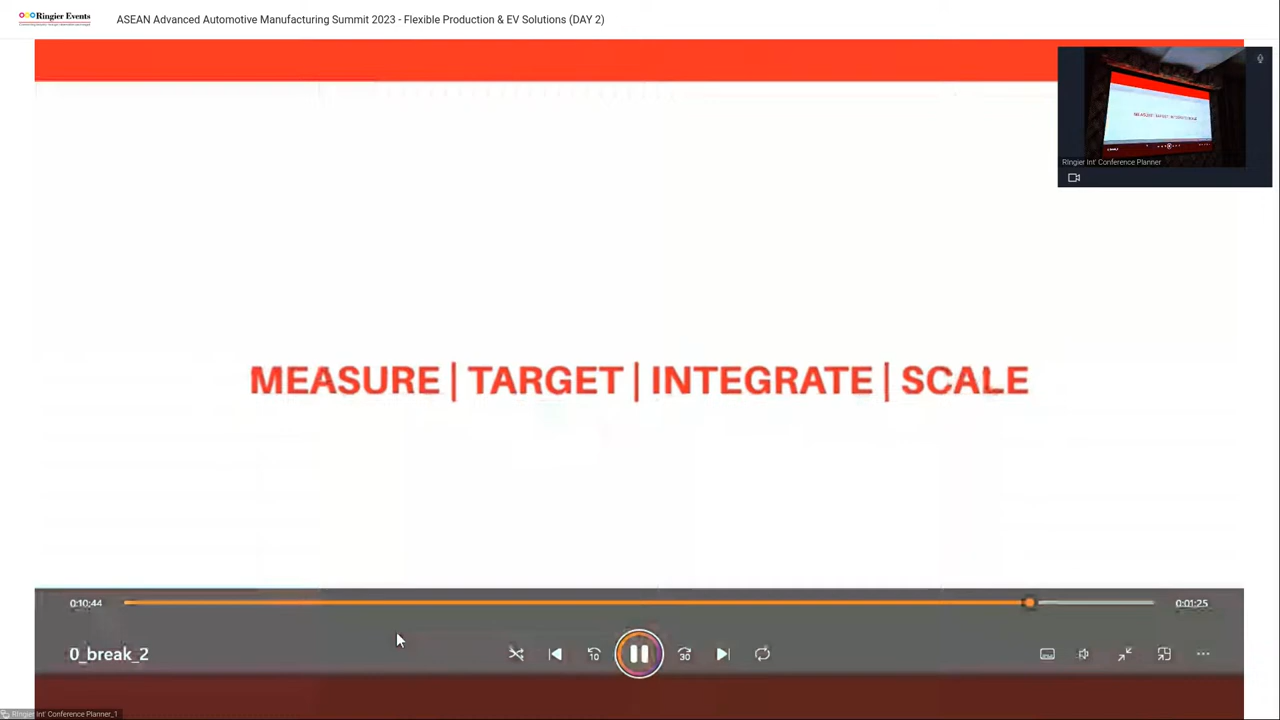 Ringier Events
ASEAN Advanced Automotive Manufacturing Summit 2023 - Flexible Production & EV Solutions (DAY 2)
Ringier Int' Conference Planner
MEASURE | TARGET | INTEGRATE | SCALE
0:10:44
0:01:25
0_break_2
10
30
Ringier Int' Conference Planner_1